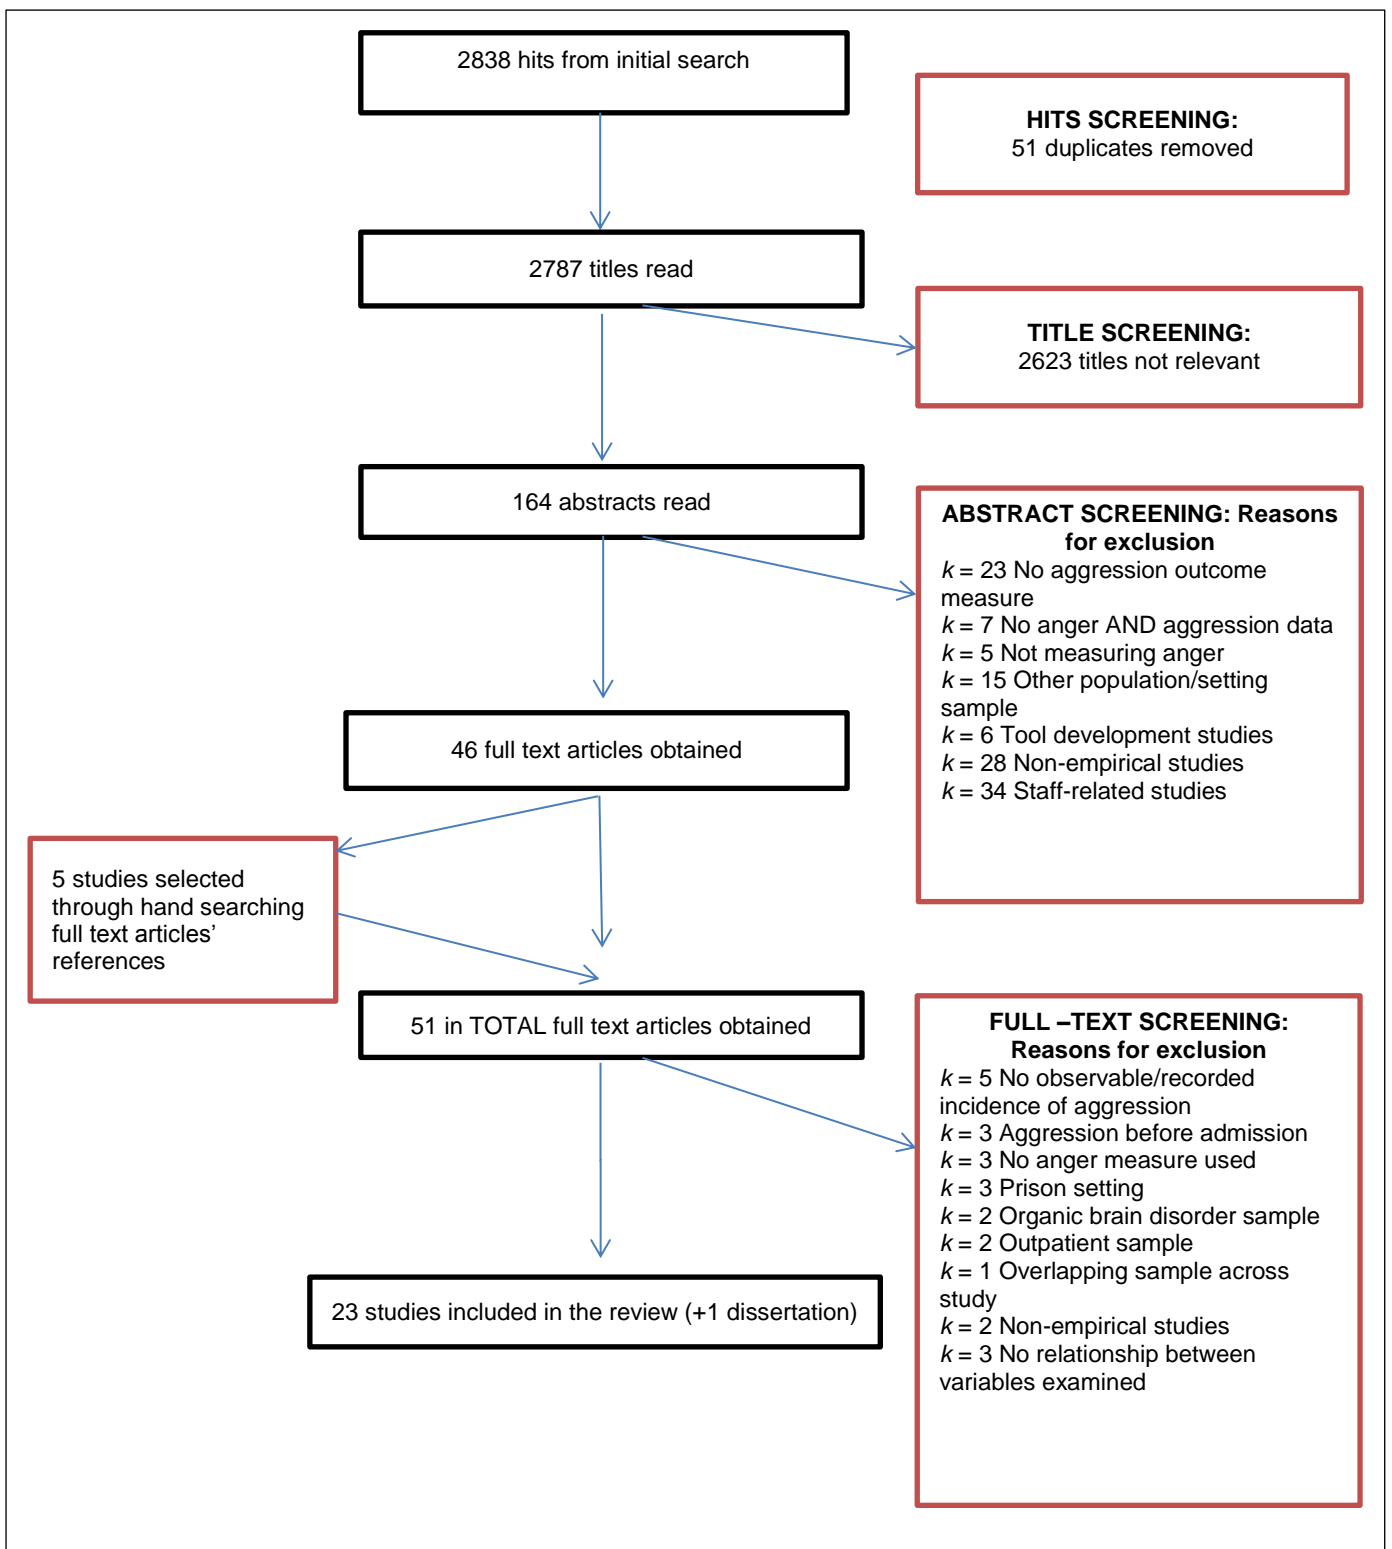 2838 hits from initial search
HITS SCREENING:
51 duplicates removed
2787 titles read
TITLE SCREENING:
2623 titles not relevant
164 abstracts read
ABSTRACT SCREENING: Reasons
for exclusion
k = 23 No aggression outcome
measure
k = 7 No anger AND aggression data
k = 5 Not measuring anger
k = 15 Other population/setting
sample
k = 6 Tool development studies
k = 28 Non-empirical studies
k = 34 Staff-related studies
46 full text articles obtained
5 studies selected
through hand searching
full text articles’
references
51 in TOTAL full text articles obtained
FULL –TEXT SCREENING:
Reasons for exclusion
k = 5 No observable/recorded
incidence of aggression
k = 3 Aggression before admission
k = 3 No anger measure used
k = 3 Prison setting
k = 2 Organic brain disorder sample
k = 2 Outpatient sample
k = 1 Overlapping sample across
study
k = 2 Non-empirical studies
k = 3 No relationship between
variables examined
23 studies included in the review (+1 dissertation)